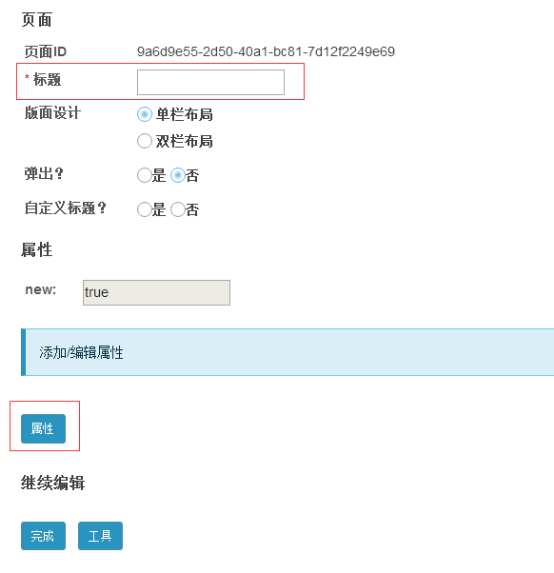 页面
页面ID 9a6d9e55-2d50-40a1-bc81-7d12f2249e69
* 标题
版面设计 单栏布局
双栏布局
弹出? 是 否
自定义标题? 是 否
属性
new: true
添加/编辑属性
属性
继续编辑
完成 工具